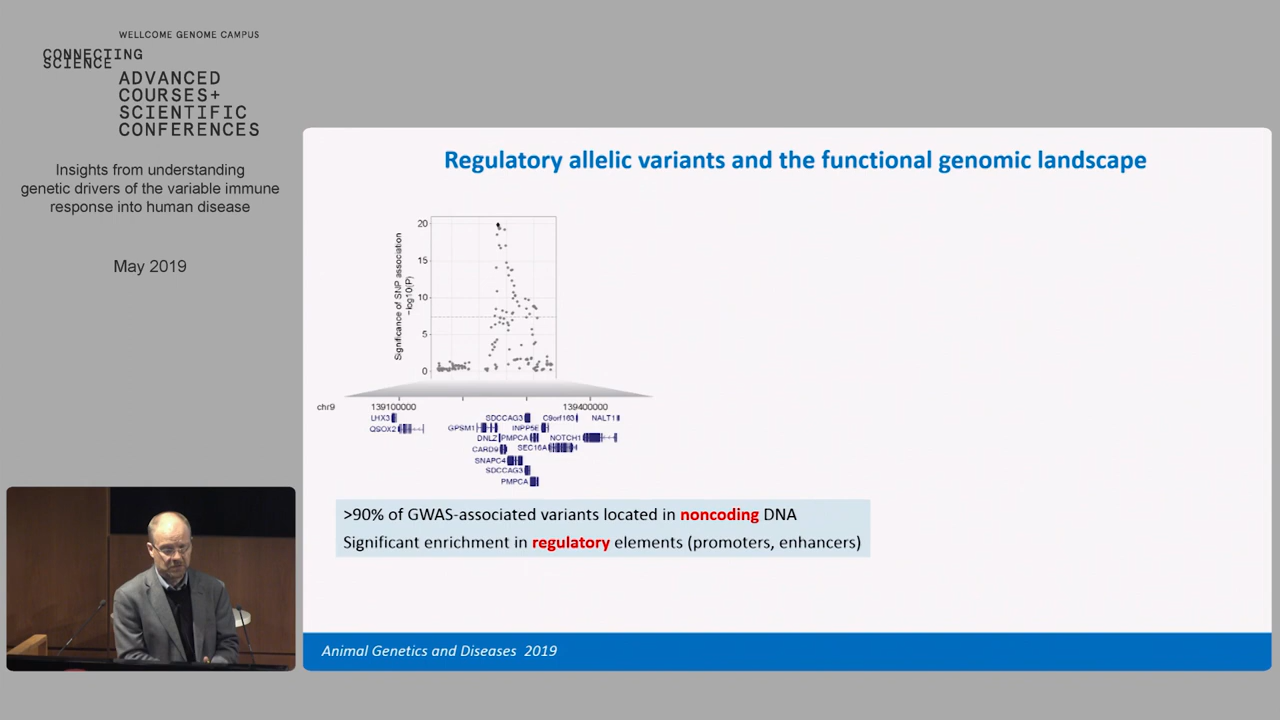 WELLCOME GENOME CAMPUS
CONNECTING
SCIENCE
ADVANCED
COURSES+
SCIENTIFIC
CONFERENCES
Insights from understanding
genetic drivers of the variable immune
response into human disease
May 2019
Regulatory allelic variants and the functional genomic landscape
Significance of SNP association
−log10(P)
20
15
10
5
0
chr9
139100000
139400000
LHX3
SDCCAG3
C9orf163
NALT1
QSOX2
GPSM1
INPP5E
DNLZ
PMPCA
NOTCH1
CARD9
SEC16A
SNAPC4
SDCCAG3
PMPCA
>90% of GWAS-associated variants located in noncoding DNA
Significant enrichment in regulatory elements (promoters, enhancers)
Animal Genetics and Diseases 2019